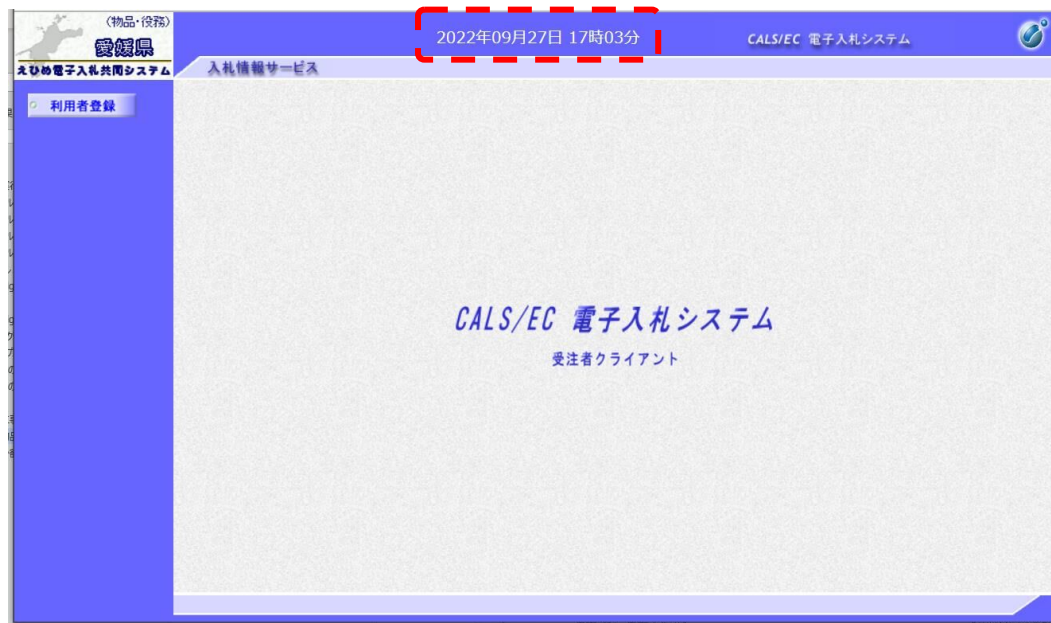 (物品・役務)
愛媛県
えひめ電子入札共同システム
2022年09月27日 17時03分
CALS/EC 電子入札システム
入札情報サービス
利用者登録
CALS/EC 電子入札システム
受注者クライアント